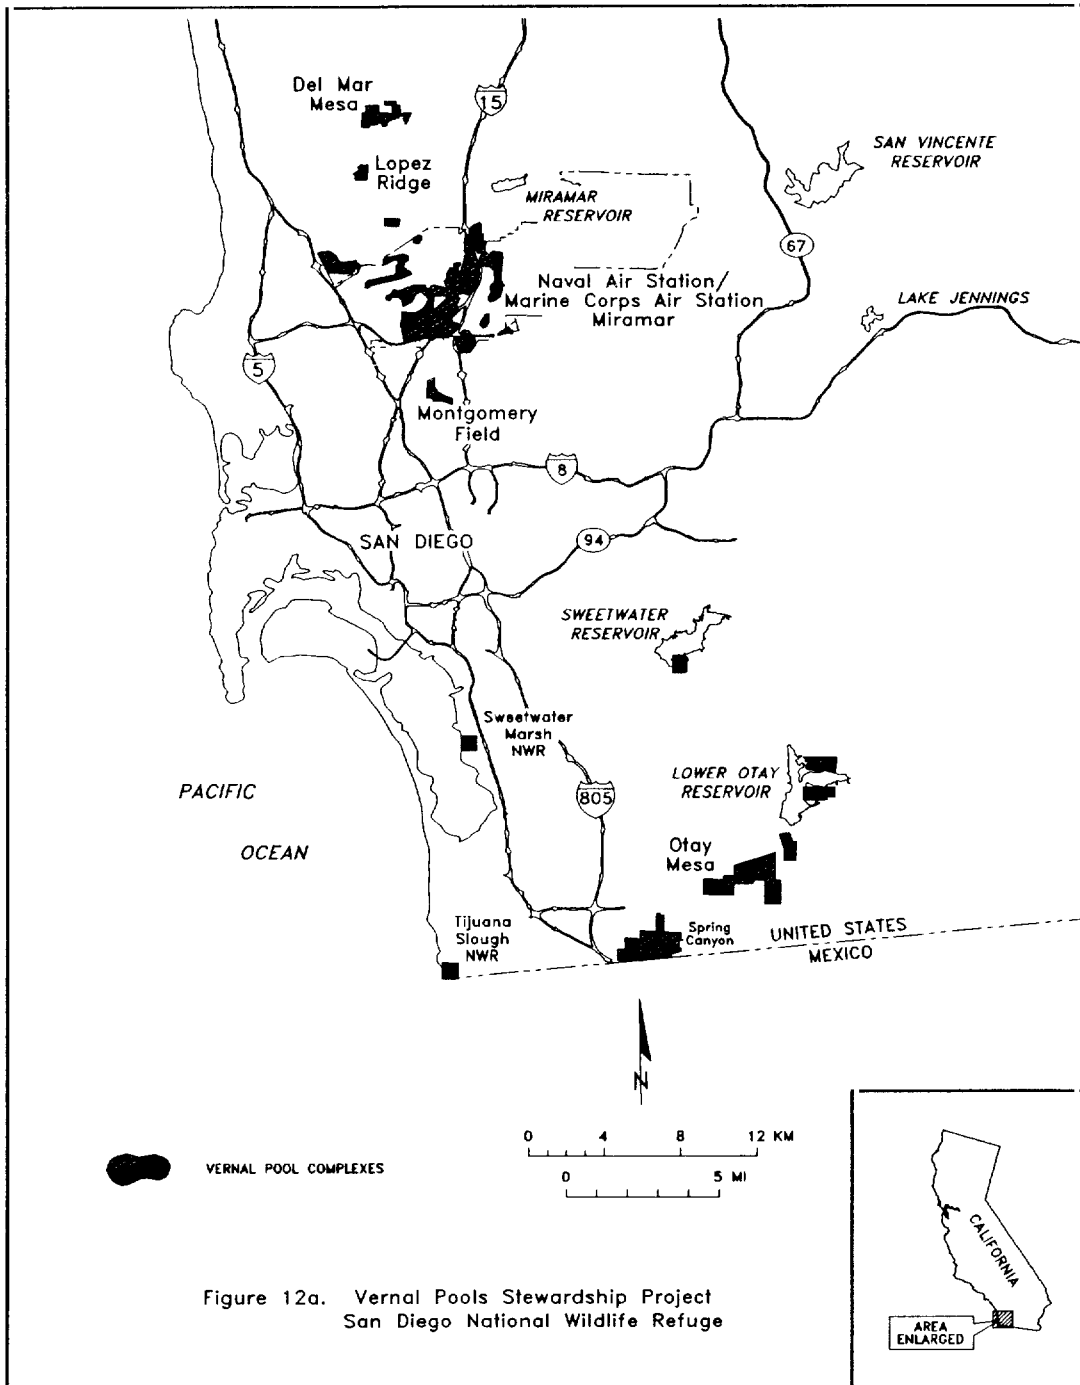 Del Mar
Mesa
15
Lopez
Ridge
SAN VINCENTE
RESERVOIR
MIRAMAR
RESERVOIR
67
Naval Air Station/
Marine Corps Air Station
Miramar
LAKE JENNINGS
5
Montgomery
Field
8
SAN DIEGO
94
SWEETWATER
RESERVOIR
Sweetwater
Marsh
NWR
PACIFIC
OCEAN
805
LOWER OTAY
RESERVOIR
Otay
Mesa
Tijuana
Slough
NWR
Spring
Canyon
UNITED STATES
MEXICO
N
0 4 8 12 KM
0 5 MI
VERNAL POOL COMPLEXES
CALIFORNIA
AREA
ENLARGED
Figure 12a. Vernal Pools Stewardship Project
San Diego National Wildlife Refuge